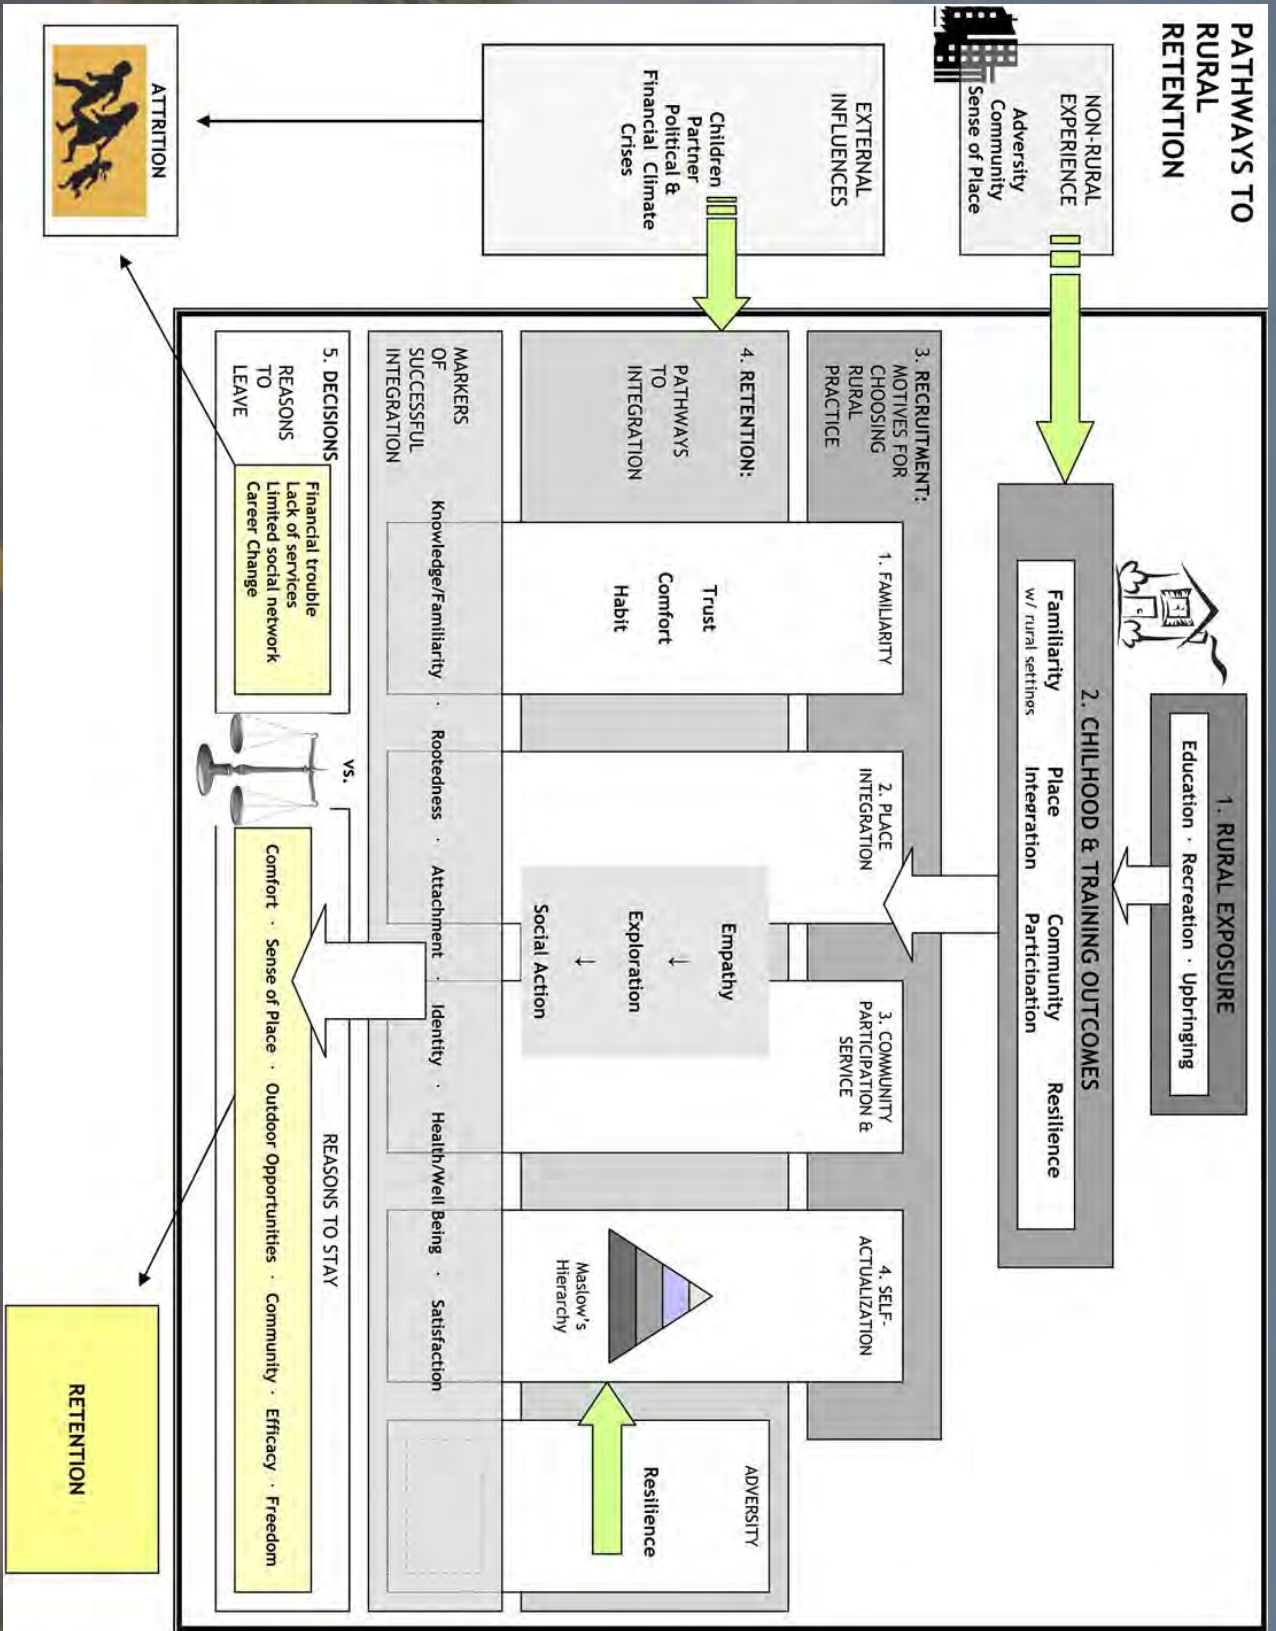 PATHWAYS TO
RURAL
RETENTION
1. RURAL EXPOSURE
Education · Recreation · Upbringing
NON-RURAL
EXPERIENCE
Adversity
Community
Sense of Place
2. CHILHOOD & TRAINING OUTCOMES
Familiarity
w/ rural settings
Place
Integration
Community
Participation
Resilience
EXTERNAL
INFLUENCES
Children
Partner
Political &
Financial Climate
Crises
3. RECRUITMENT:
MOTIVES FOR
CHOOSING
RURAL
PRACTICE
1. FAMILIARITY
2. PLACE
INTEGRATION
3. COMMUNITY
PARTICIPATION &
SERVICE
4. SELF-
ACTUALIZATION
4. RETENTION:
PATHWAYS
TO
INTEGRATION
Trust
Comfort
Habit
Empathy
↓
Exploration
↓
Social Action
Maslow's
Hierarchy
ADVERSITY
Resilience
MARKERS
OF
SUCCESSFUL
INTEGRATION
Knowledge/Familiarity · Rootedness · Attachment · Identity · Health/Well Being · Satisfaction
5. DECISIONS
REASONS
TO
LEAVE
Financial trouble
Lack of services
Limited social network
Career Change
vs.
REASONS TO STAY
Comfort · Sense of Place · Outdoor Opportunities · Community · Efficacy · Freedom
ATTRITION
RETENTION